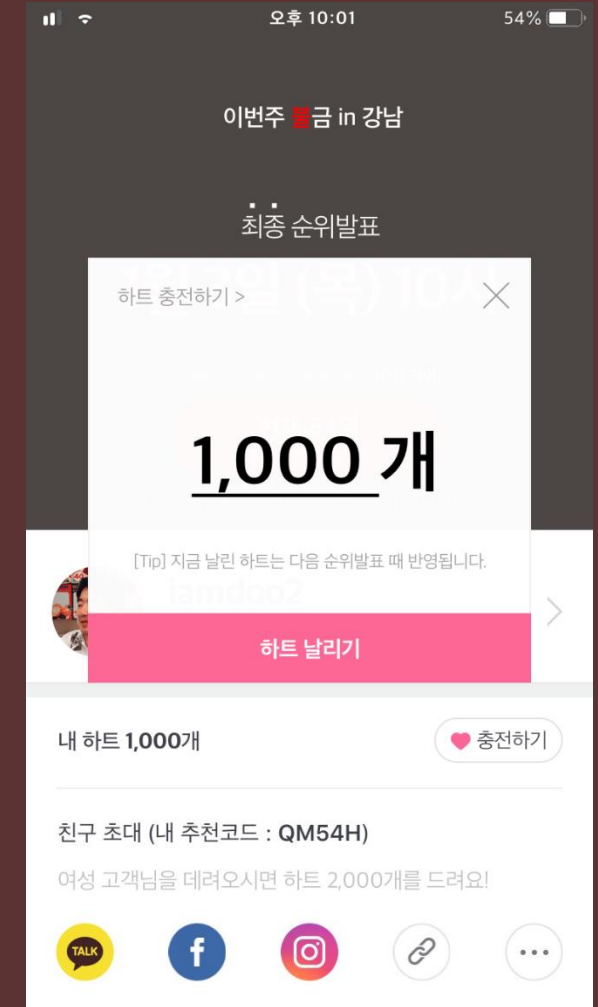 오후 10:01
54%
이번주 불금 in 강남
최종 순위발표
하트 충전하기 >
1,000 개
[Tip] 지금 날린 하트는 다음 순위발표 때 반영됩니다.
iamdoo2
하트 날리기
내 하트 1,000개
충전하기
친구 초대 (내 추천코드 : QM54H)
여성 고객님을 데려오시면 하트 2,000개를 드려요!
TALK